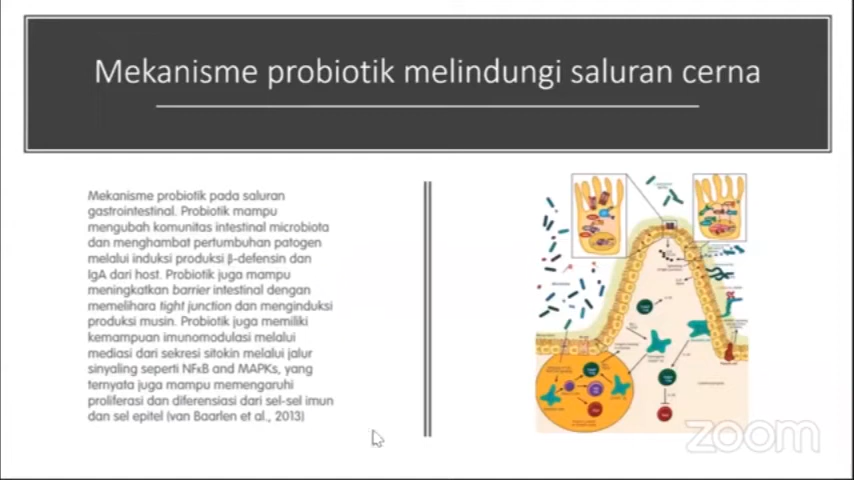 Mekanisme probiotik melindungi saluran cerna
Mekanisme probiotik pada saluran
gastrointestinal. Probiotik mampu
mengubah komunitas intestinal microbiota
dan menghambat pertumbuhan patogen
melalui induksi produksi β-defensin dan
IgA dari host. Probiotik juga mampu
meningkatkan barrier intestinal dengan
memelihara tight junction dan menginduksi
produksi musin. Probiotik juga memiliki
kemampuan imunomodulasi melalui
mediasi dari sekresi sitokin melalui jalur
sinyaling seperti NFκB and MAPKs, yang
ternyata juga mampu memengaruhi
proliferasi dan diferensiasi dari sel-sel imun
dan sel epitel (van Baarlen et al., 2013)
zoom